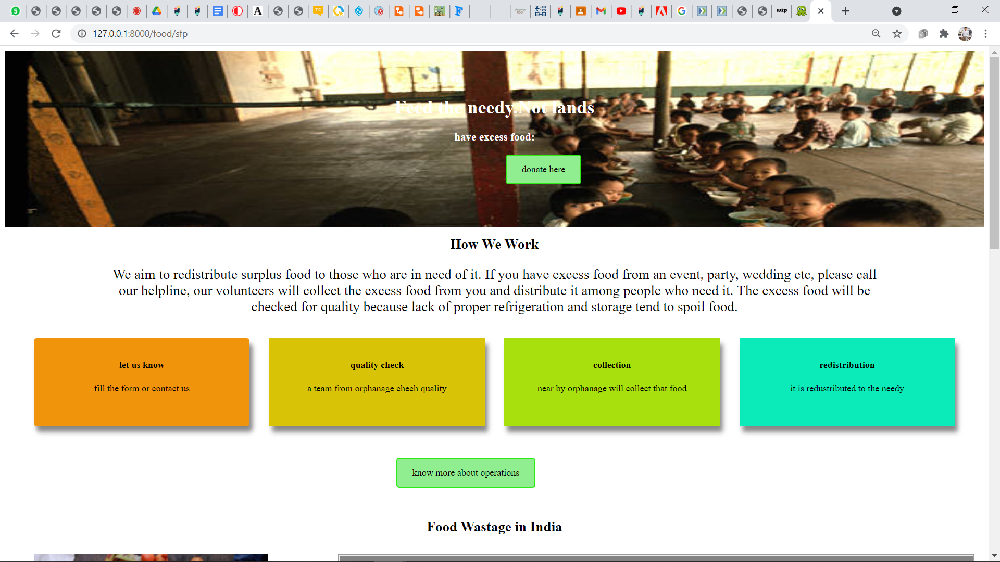 5
A
TG
Answer Root
F
G
w2p
127.0.0.1:8000/food/sfp
Feed the needy.Not lands
have excess food:
donate here
How We Work
We aim to redistribute surplus food to those who are in need of it. If you have excess food from an event, party, wedding etc, please call
our helpline, our volunteers will collect the excess food from you and distribute it among people who need it. The excess food will be
checked for quality because lack of proper refrigeration and storage tend to spoil food.
let us know
quality check
collection
redistribution
fill the form or contact us
a team from orphanage chech quality
near by orphanage will collect that food
it is redustributed to the needy
know more about operations
Food Wastage in India